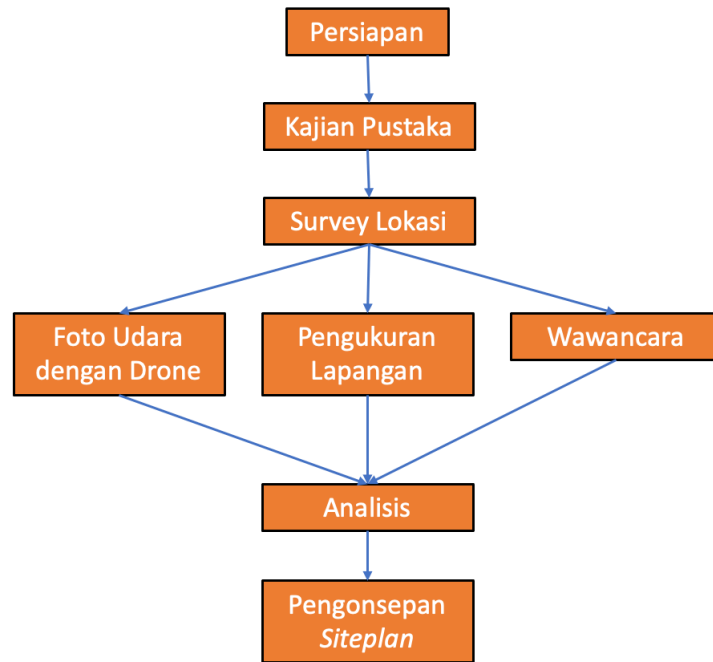 Persiapan
Kajian Pustaka
Survey Lokasi
Foto Udara
dengan Drone
Pengukuran
Lapangan
Wawancara
Analisis
Pengonsepan
Siteplan